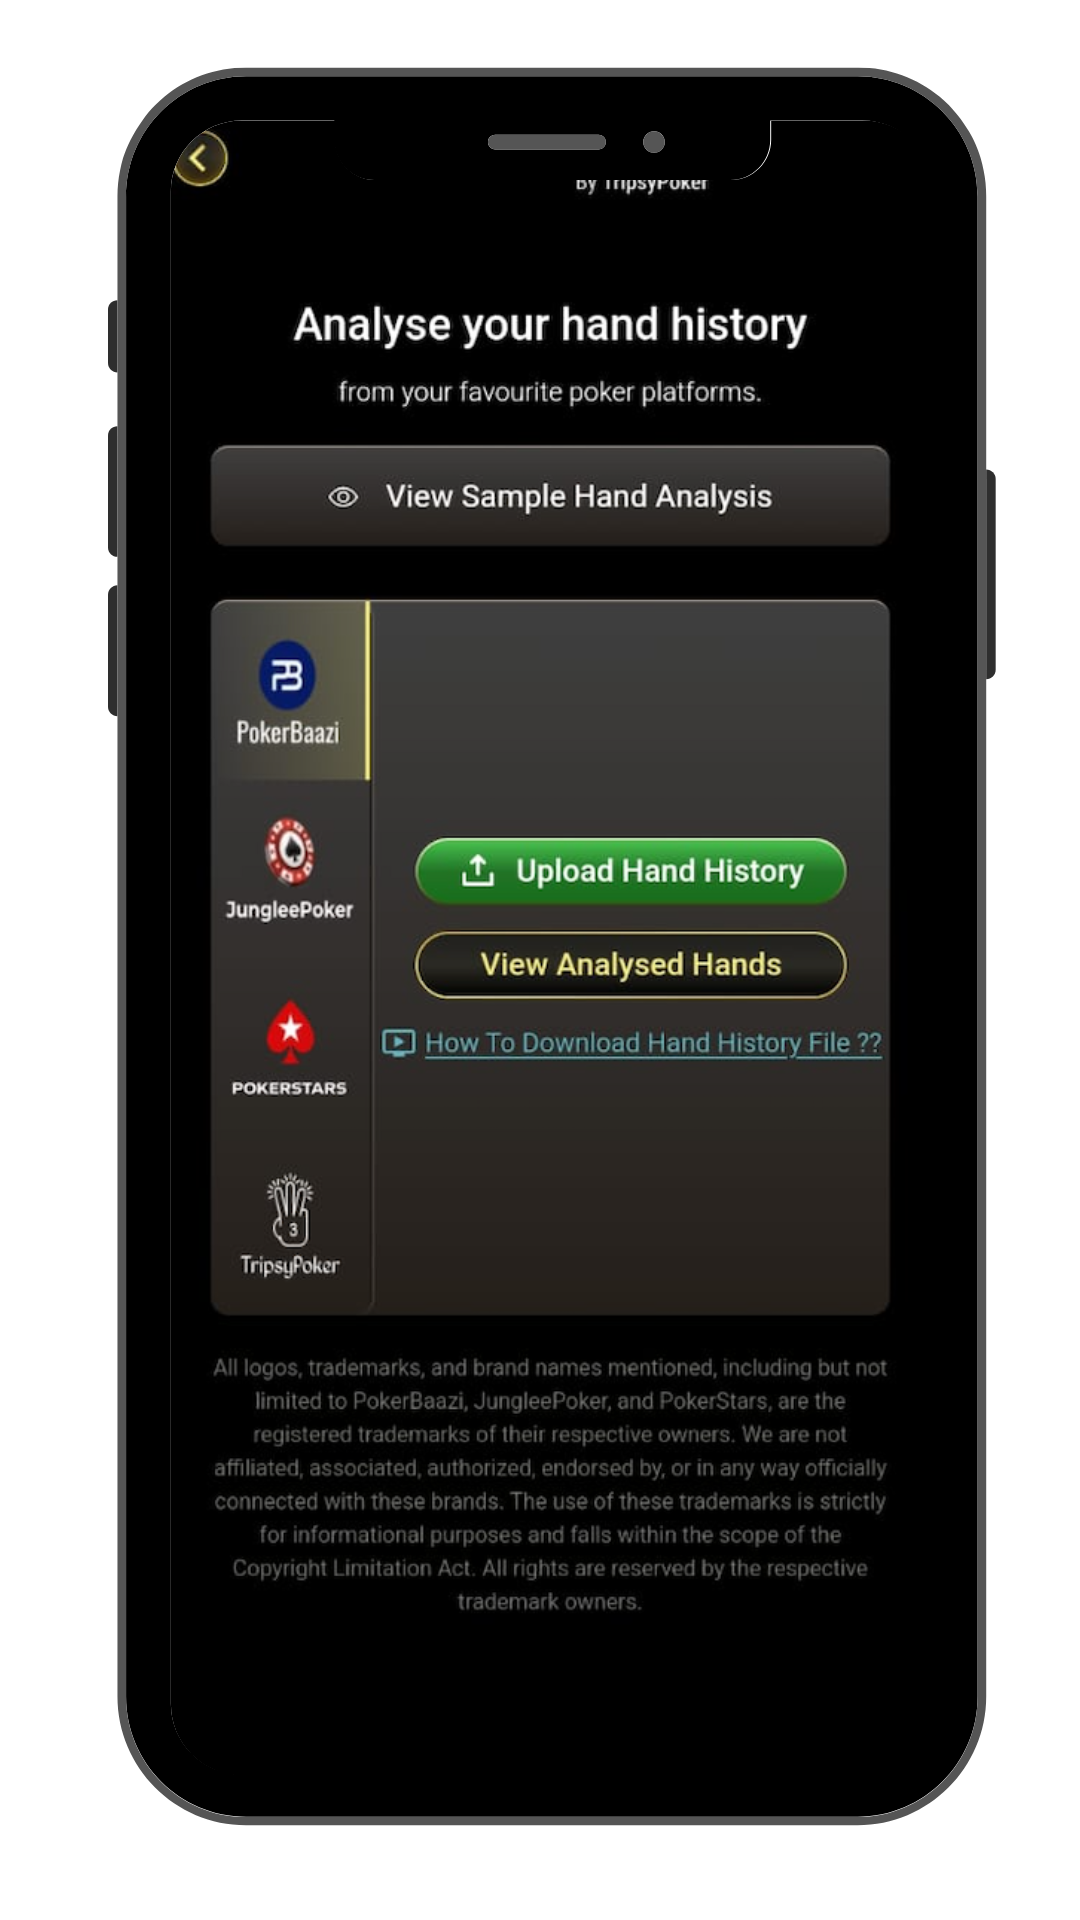 By TripsyPoker
Analyse your hand history
from your favourite poker platforms.
View Sample Hand Analysis
PB
PokerBaazi
JungleePoker
POKERSTARS
3
TripsyPoker
Upload Hand History
View Analysed Hands
How To Download Hand History File ??
All logos, trademarks, and brand names mentioned, including but not
limited to PokerBaazi, JungleePoker, and PokerStars, are the
registered trademarks of their respective owners. We are not
affiliated, associated, authorized, endorsed by, or in any way officially
connected with these brands. The use of these trademarks is strictly
for informational purposes and falls within the scope of the
Copyright Limitation Act. All rights are reserved by the respective
trademark owners.